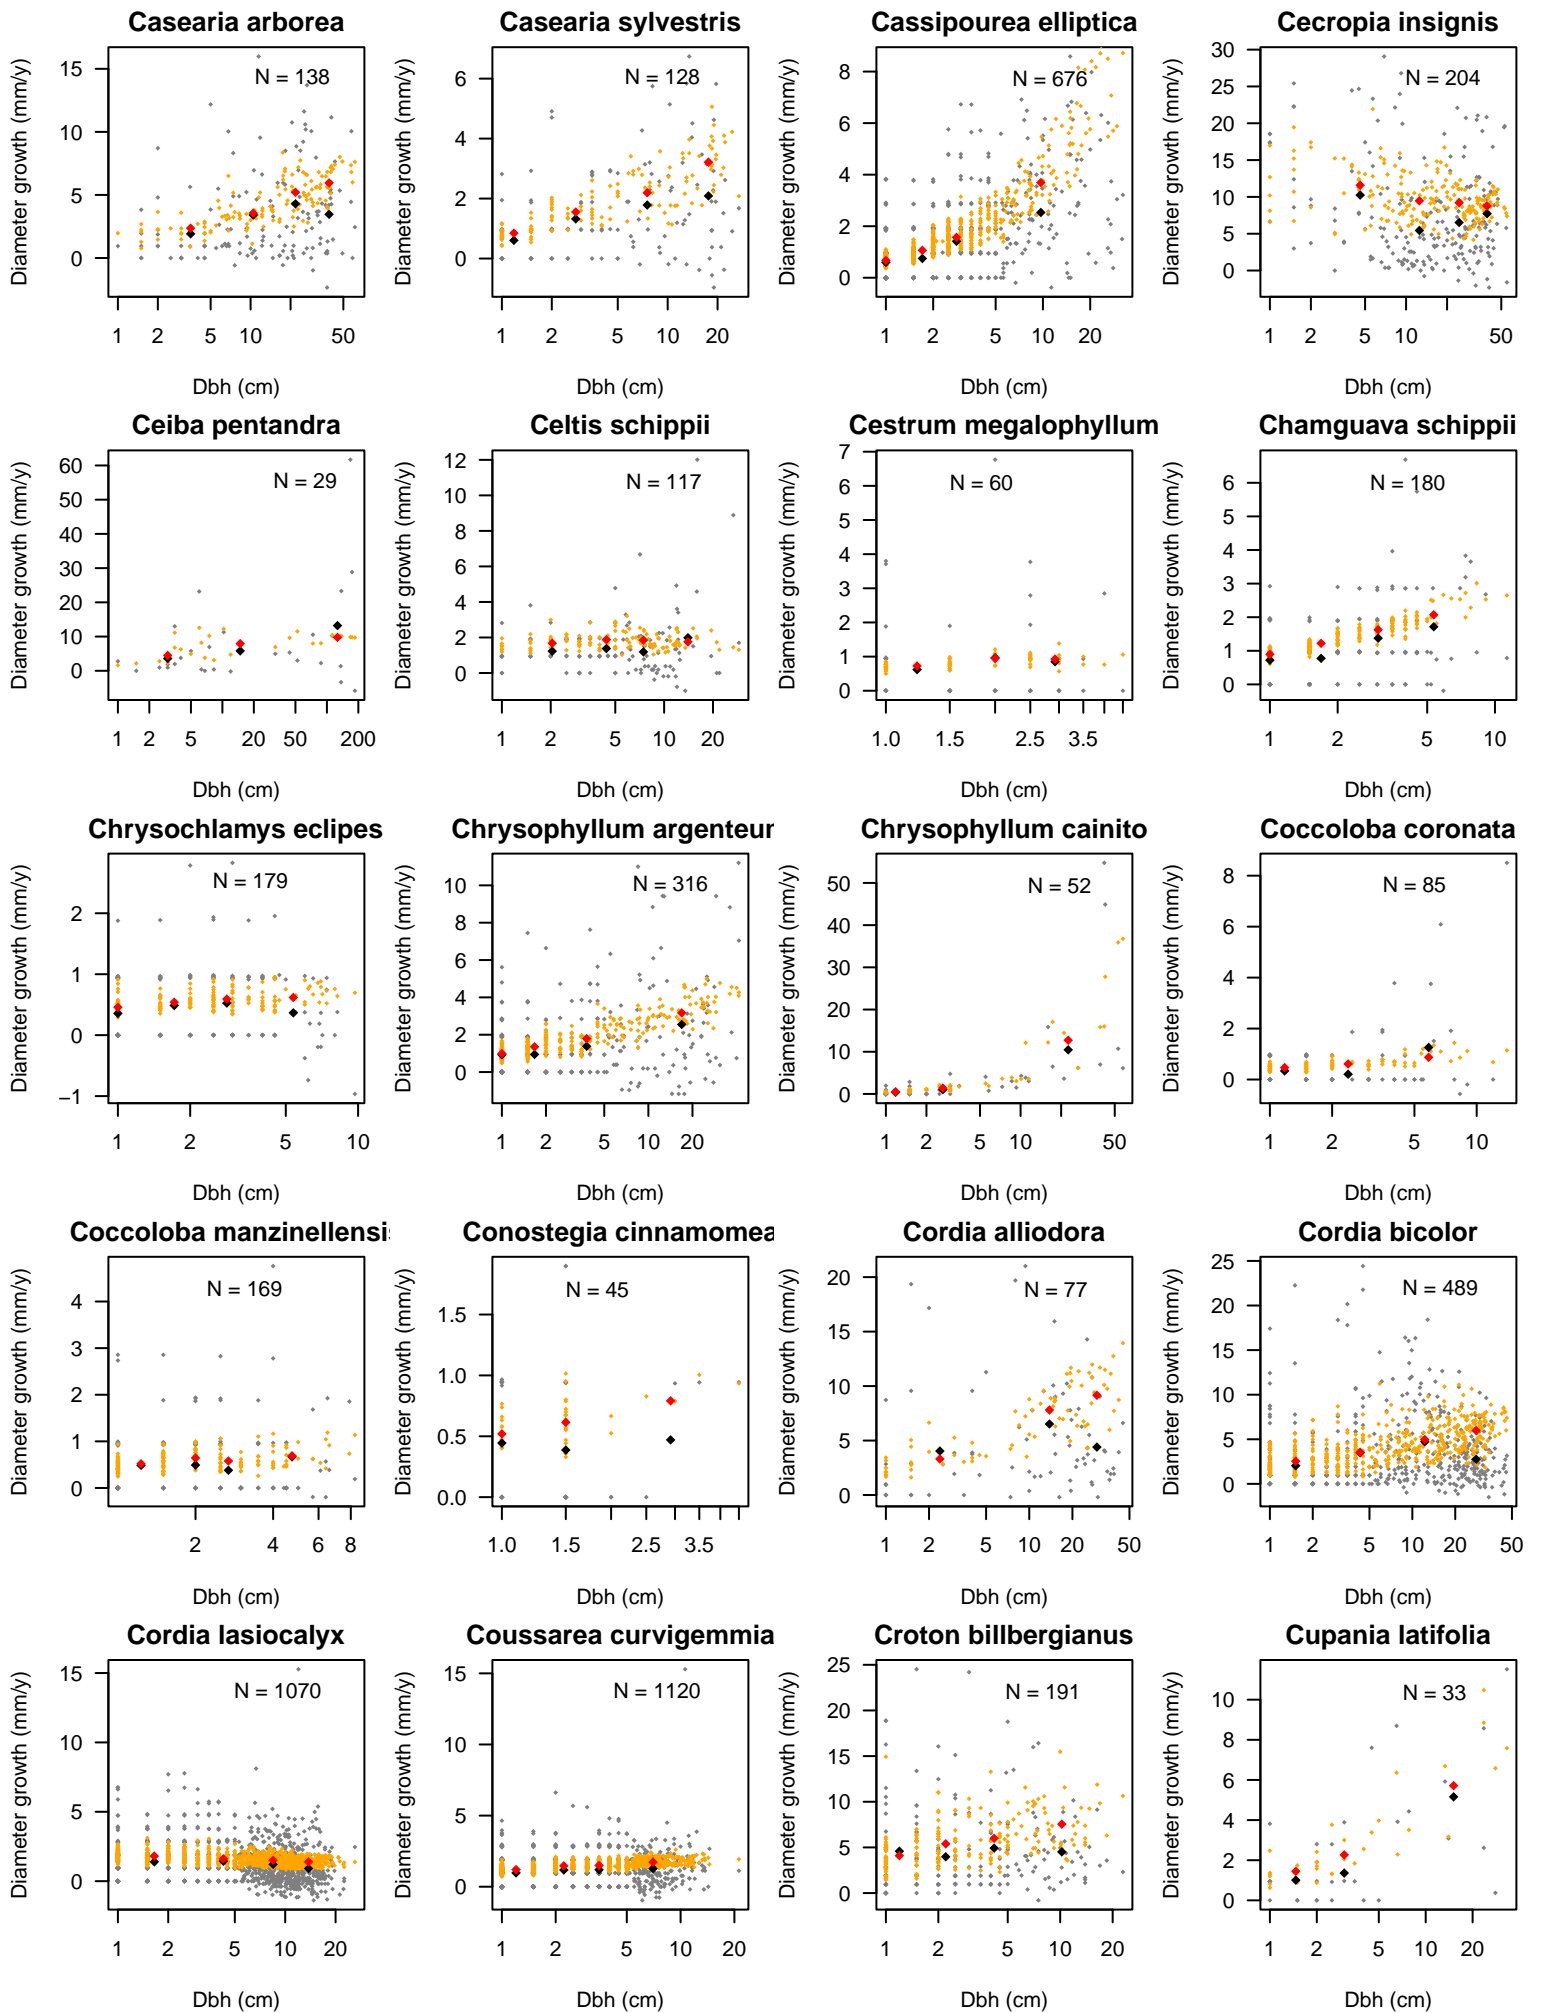 Casearia arborea
Diameter growth (mm/y)
15
10
5
0
N = 138
1 2 5 10 50
Dbh (cm)
Casearia sylvestris
Diameter growth (mm/y)
6
4
2
0
N = 128
1 2 5 10 20
Dbh (cm)
Cassipourea elliptica
Diameter growth (mm/y)
8
6
4
2
0
N = 676
1 2 5 10 20
Dbh (cm)
Cecropia insignis
Diameter growth (mm/y)
30
25
20
15
10
5
0
N = 204
1 2 5 10 50
Dbh (cm)
Ceiba pentandra
Diameter growth (mm/y)
60
50
40
30
20
10
0
N = 29
1 2 5 20 50 200
Dbh (cm)
Celtis schippii
Diameter growth (mm/y)
12
10
8
6
4
2
0
N = 117
1 2 5 10 20
Dbh (cm)
Cestrum megalophyllum
Diameter growth (mm/y)
7
6
5
4
3
2
1
0
N = 60
1.0 1.5 2.5 3.5
Dbh (cm)
Chamguava schippii
Diameter growth (mm/y)
6
5
4
3
2
1
0
N = 180
1 2 5 10
Dbh (cm)
Chrysochlamys eclipes
Diameter growth (mm/y)
2
1
0
−1
N = 179
1 2 5 10
Dbh (cm)
Chrysophyllum argenteur
Diameter growth (mm/y)
10
8
6
4
2
0
N = 316
1 2 5 10 20
Dbh (cm)
Chrysophyllum cainito
Diameter growth (mm/y)
50
40
30
20
10
0
N = 52
1 2 5 10 50
Dbh (cm)
Coccoloba coronata
Diameter growth (mm/y)
8
6
4
2
0
N = 85
1 2 5 10
Dbh (cm)
Coccoloba manzinellensi
Diameter growth (mm/y)
4
3
2
1
0
N = 169
2 4 6 8
Dbh (cm)
Conostegia cinnamomea
Diameter growth (mm/y)
1.5
1.0
0.5
0.0
N = 45
1.0 1.5 2.5 3.5
Dbh (cm)
Cordia alliodora
Diameter growth (mm/y)
20
15
10
5
0
N = 77
1 2 5 10 20 50
Dbh (cm)
Cordia bicolor
Diameter growth (mm/y)
25
20
15
10
5
0
N = 489
1 2 5 10 20 50
Dbh (cm)
Cordia lasiocalyx
Diameter growth (mm/y)
15
10
5
0
N = 1070
1 2 5 10 20
Dbh (cm)
Coussarea curvigemmia
Diameter growth (mm/y)
15
10
5
0
N = 1120
1 2 5 10 20
Dbh (cm)
Croton billbergianus
Diameter growth (mm/y)
25
20
15
10
5
0
N = 191
1 2 5 10 20
Dbh (cm)
Cupania latifolia
Diameter growth (mm/y)
10
8
6
4
2
0
N = 33
1 2 5 10 20
Dbh (cm)